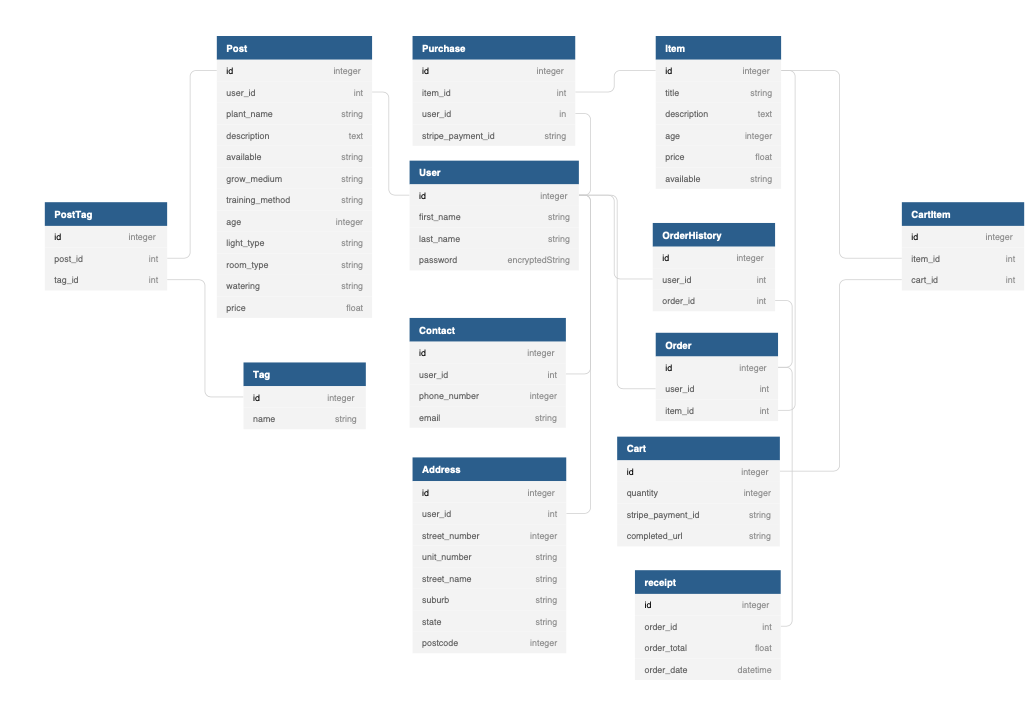 Post
id integer
user_id int
plant_name string
description text
available string
grow_medium string
training_method string
age integer
light_type string
room_type string
watering string
price float
Purchase
id integer
item_id int
user_id in
stripe_payment_id string
Item
id integer
title string
description text
age integer
price float
available string
User
id integer
first_name string
last_name string
password encryptedString
PostTag
id integer
post_id int
tag_id int
CartItem
id integer
item_id int
cart_id int
OrderHistory
id integer
user_id int
order_id int
Contact
id integer
user_id int
phone_number integer
email string
Order
id integer
user_id int
item_id int
Tag
id integer
name string
Cart
id integer
quantity integer
stripe_payment_id string
completed_url string
Address
id integer
user_id int
street_number integer
unit_number string
street_name string
suburb string
state string
postcode integer
receipt
id integer
order_id int
order_total float
order_date datetime